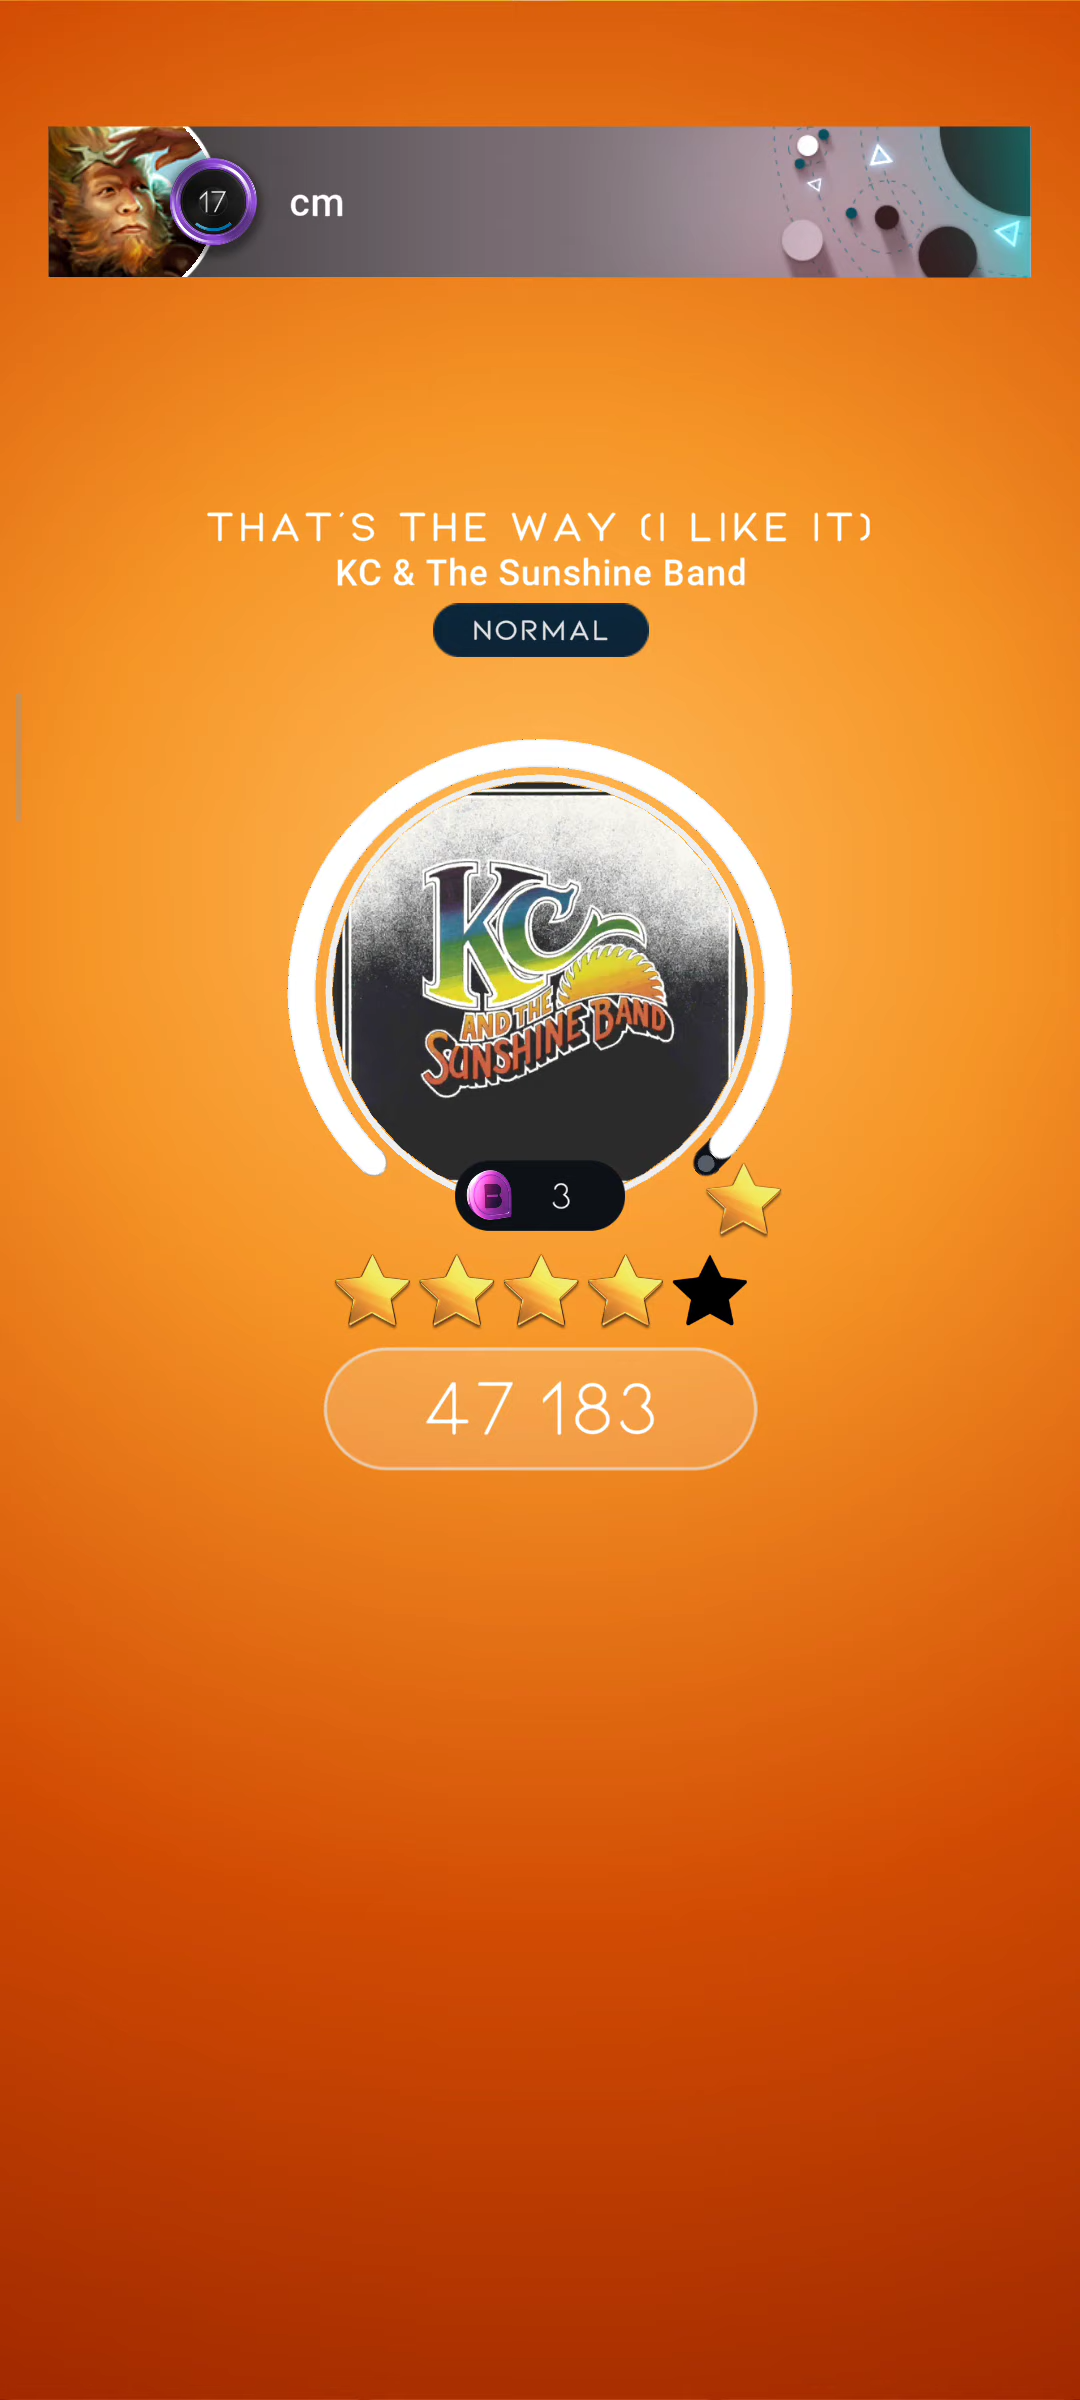 17
cm
THAT'S THE WAY (I LIKE IT)
KC & The Sunshine Band
NORMAL
KC
AND THE
SUNSHINE BAND
B 3
47 183